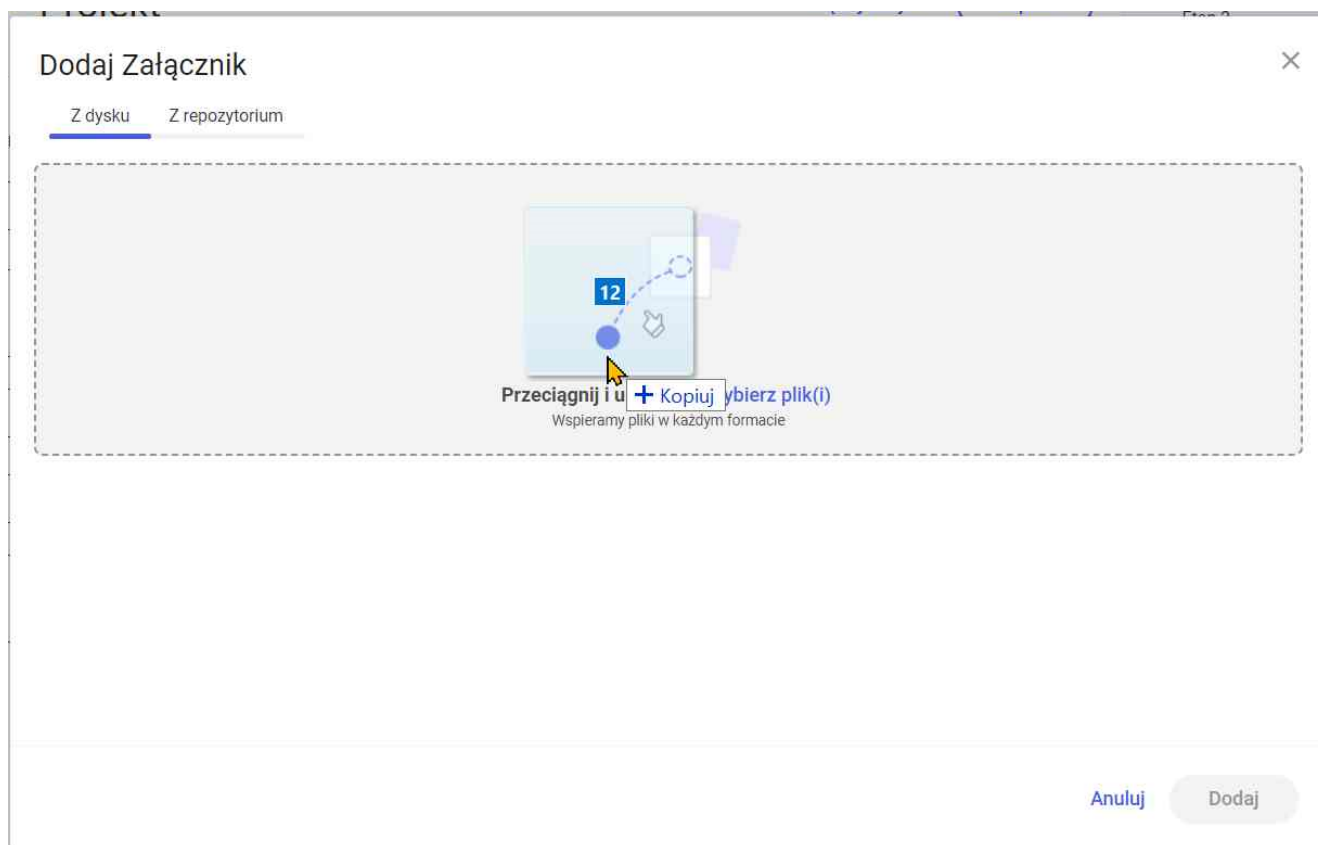 Dodaj Załącznik
Z dysku Z repozytorium
12
Przeciągnij i u + Kopiuj ybierz plik(i)
Wspieramy pliki w każdym formacie
Anuluj Dodaj